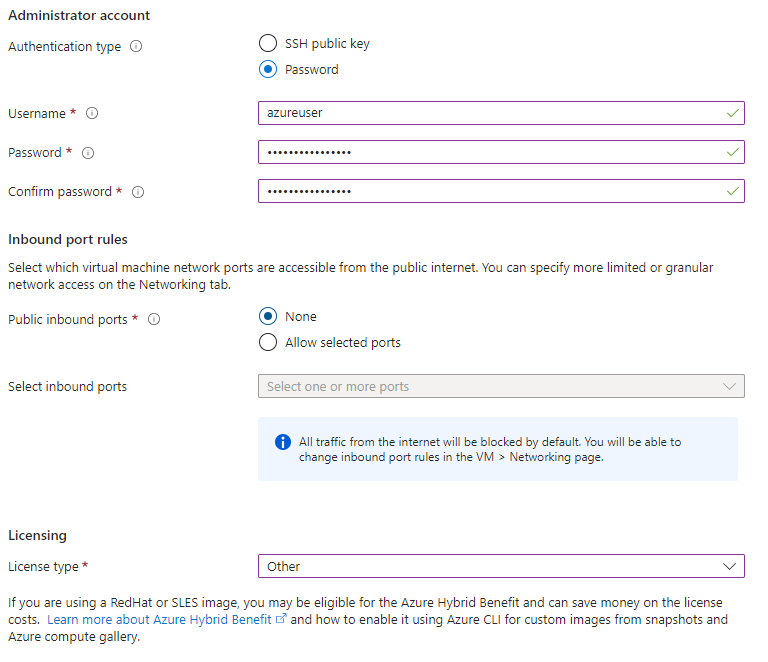 Administrator account
Authentication type
SSH public key
Password
Username *
azureuser
Password *
••••••••••••••••
Confirm password *
••••••••••••••••
Inbound port rules
Select which virtual machine network ports are accessible from the public internet. You can specify more limited or granular
network access on the Networking tab.
Public inbound ports *
None
Allow selected ports
Select inbound ports
Select one or more ports
All traffic from the internet will be blocked by default. You will be able to
change inbound port rules in the VM > Networking page.
Licensing
License type *
Other
If you are using a RedHat or SLES image, you may be eligible for the Azure Hybrid Benefit and can save money on the license
costs. Learn more about Azure Hybrid Benefit and how to enable it using Azure CLI for custom images from snapshots and
Azure compute gallery.